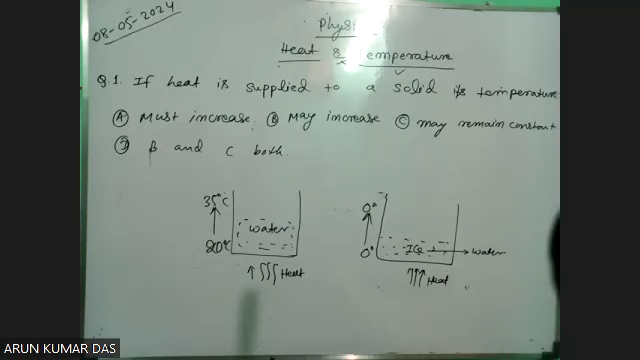 08-05-2024
Physi
Heat & Temperature
Q.1. If heat is supplied to a solid its temperature
(A) Must increase (B) May increase (C) may remain constant
(D) B and C both.
35°C
water
20°C
Heat
0°
0°
ICe
water
Heat
ARUN KUMAR DAS